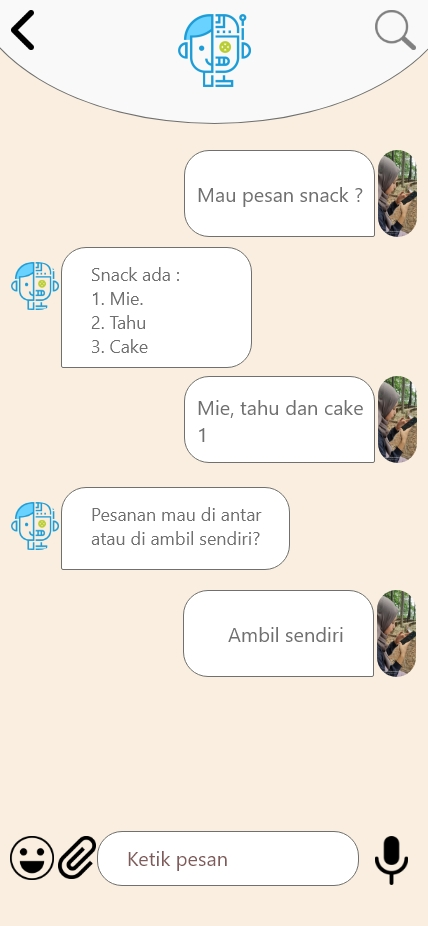 Mau pesan snack ?
Snack ada :
1. Mie.
2. Tahu
3. Cake
Mie, tahu dan cake
1
Pesanan mau di antar
atau di ambil sendiri?
Ambil sendiri
Ketik pesan